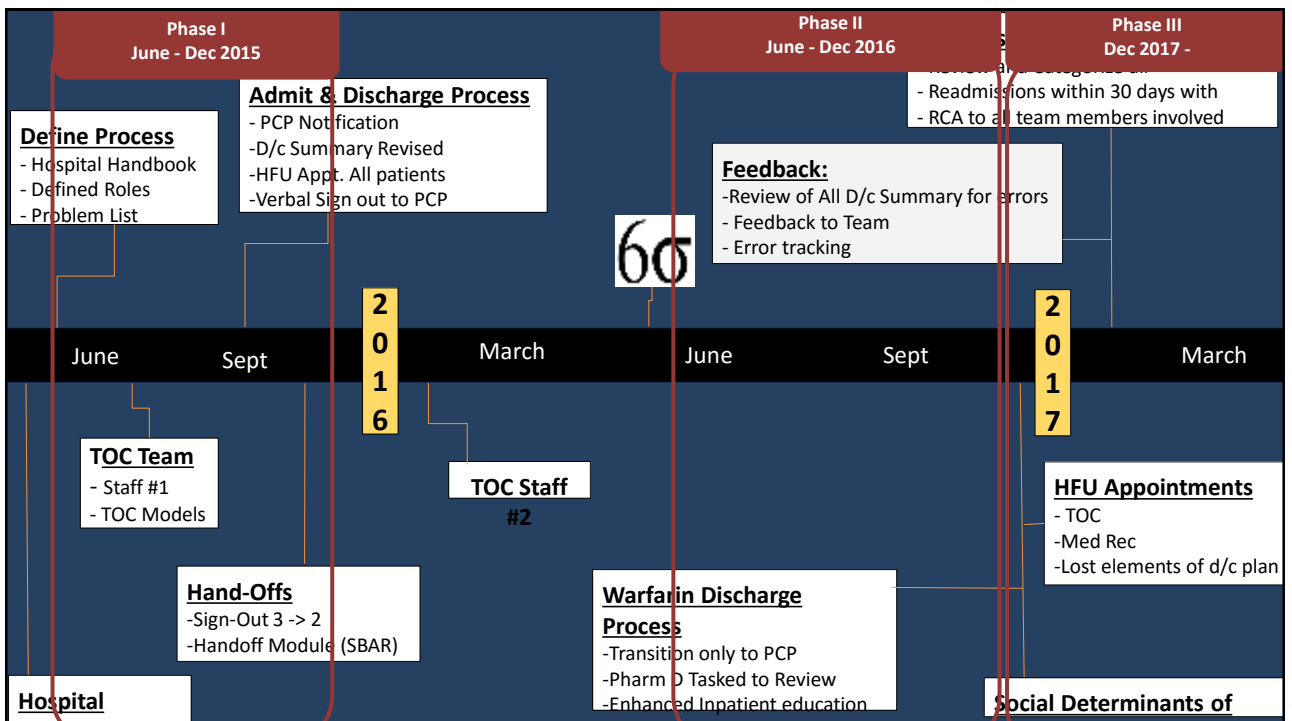 Phase I
June - Dec 2015
Phase II
June - Dec 2016
Phase III
Dec 2017 -
Define Process
- Hospital Handbook
- Defined Roles
- Problem List
Admit & Discharge Process
- PCP Notification
-D/c Summary Revised
-HFU Appt. All patients
-Verbal Sign out to PCP
6σ
Feedback:
-Review of All D/c Summary for errors
- Feedback to Team
- Error tracking
- Readmissions within 30 days with
- RCA to all team members involved
June
Sept
2016
March
June
Sept
2017
March
TOC Team
- Staff #1
- TOC Models
Hand-Offs
-Sign-Out 3 -> 2
-Handoff Module (SBAR)
Hospital
TOC Staff
#2
Warfarin Discharge
Process
-Transition only to PCP
-Pharm D Tasked to Review
-Enhanced Inpatient education
HFU Appointments
- TOC
-Med Rec
-Lost elements of d/c plan
Social Determinants of